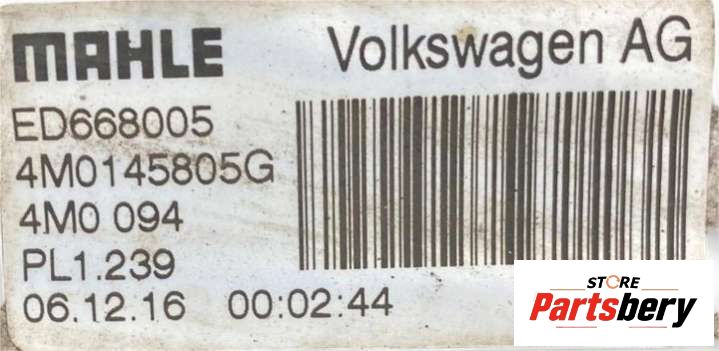 MAHLE Volkswagen AG
ED668005
4M0145805G
4M0 094
PL1.239
06.12.16 00:02:44
STORE
Partsbery